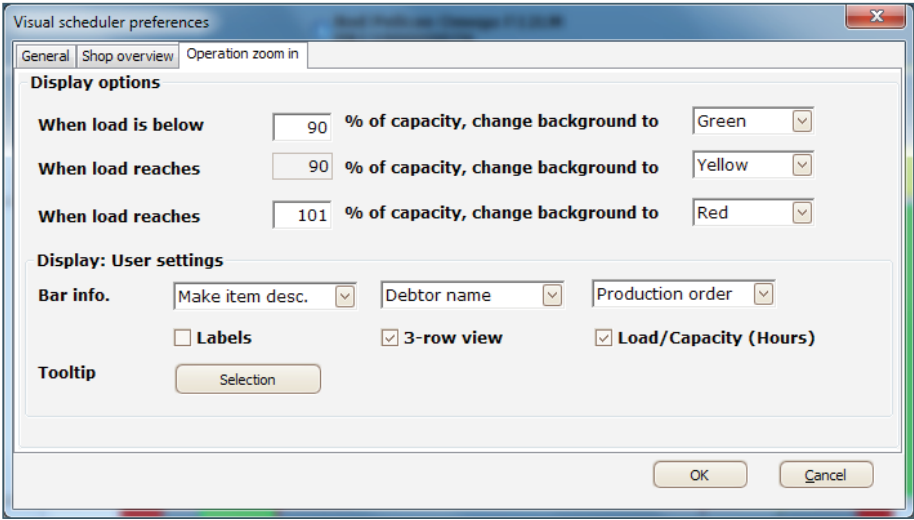 Visual scheduler preferences
General Shop overview Operation zoom in
Display options
When load is below 90 % of capacity, change background to Green
When load reaches 90 % of capacity, change background to Yellow
When load reaches 101 % of capacity, change background to Red
Display: User settings
Bar info. Make item desc. Debtor name Production order
Labels 3-row view Load/Capacity (Hours)
Tooltip Selection
OK Cancel